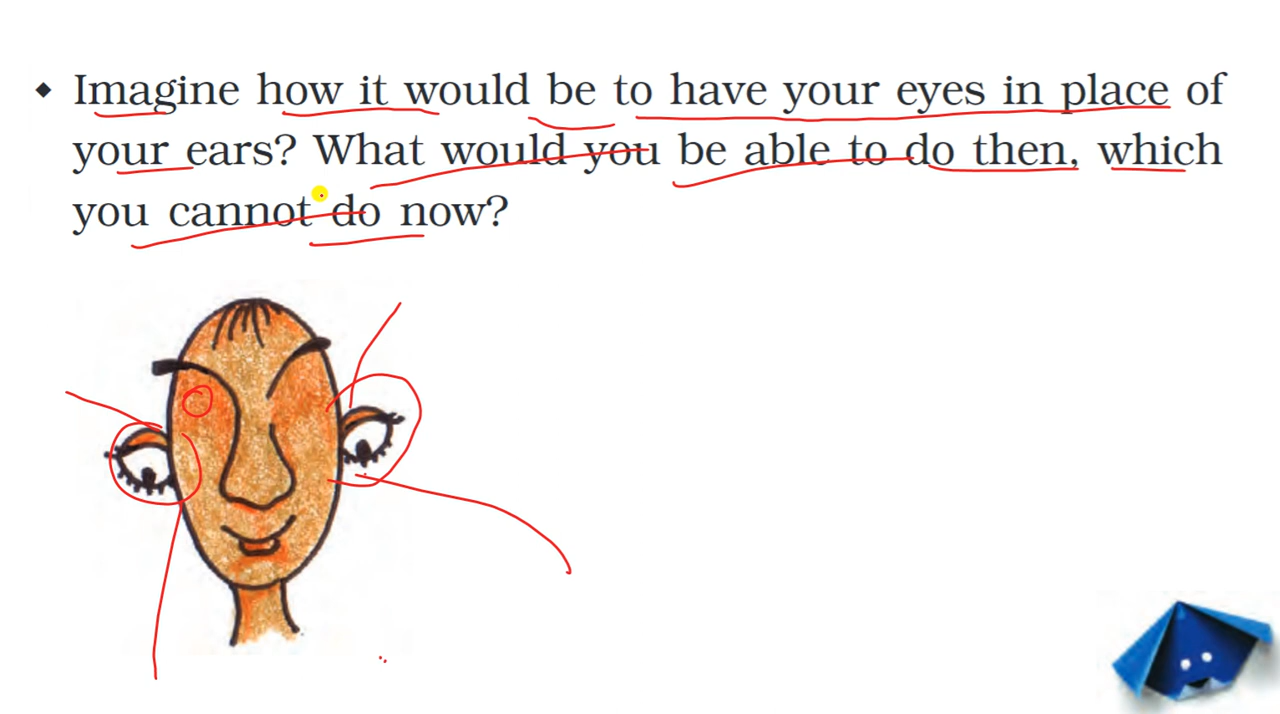 ◆ Imagine how it would be to have your eyes in place of
your ears? What would you be able to do then, which
you cannot do now?